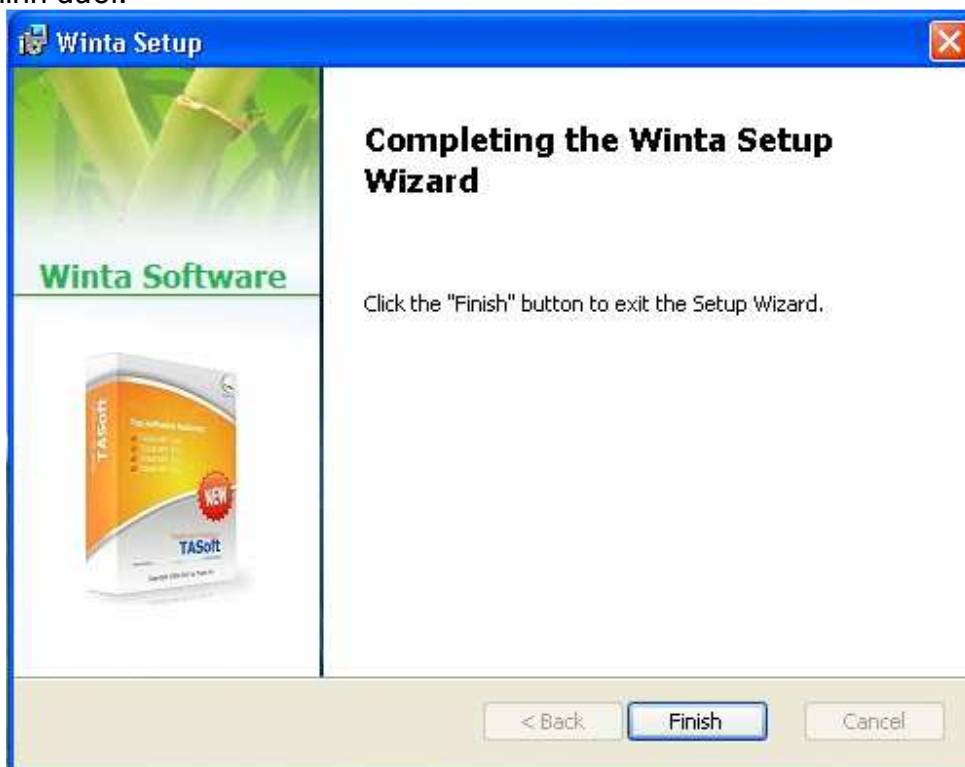 Winta Setup
Completing the Winta Setup
Wizard
Winta Software
Click the "Finish" button to exit the Setup Wizard.
TASoft
NEW
TASoft
< Back
Finish
Cancel